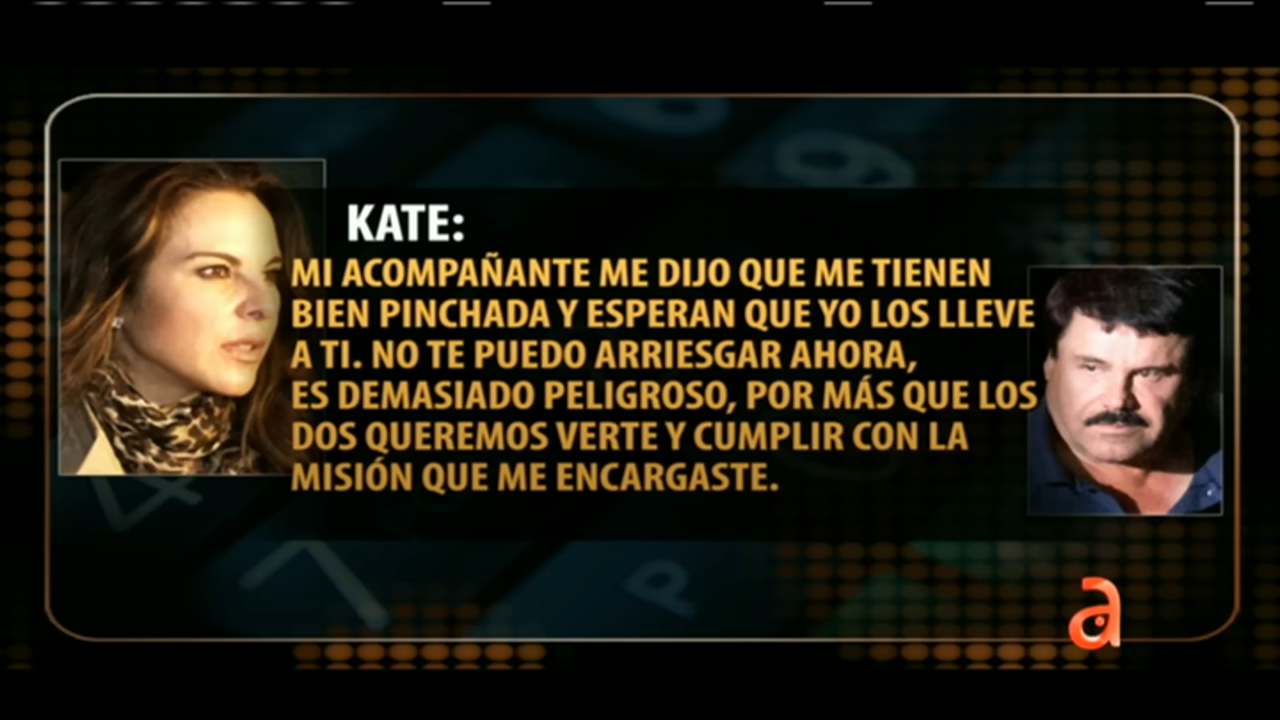 KATE:
MI ACOMPAÑANTE ME DIJO QUE ME TIENEN
BIEN PINCHADA Y ESPERAN QUE YO LOS LLEVE
A TI. NO TE PUEDO ARRIESGAR AHORA,
ES DEMASIADO PELIGROSO, POR MÁS QUE LOS
DOS QUEREMOS VERTE Y CUMPLIR CON LA
MISIÓN QUE ME ENCARGASTE.
a